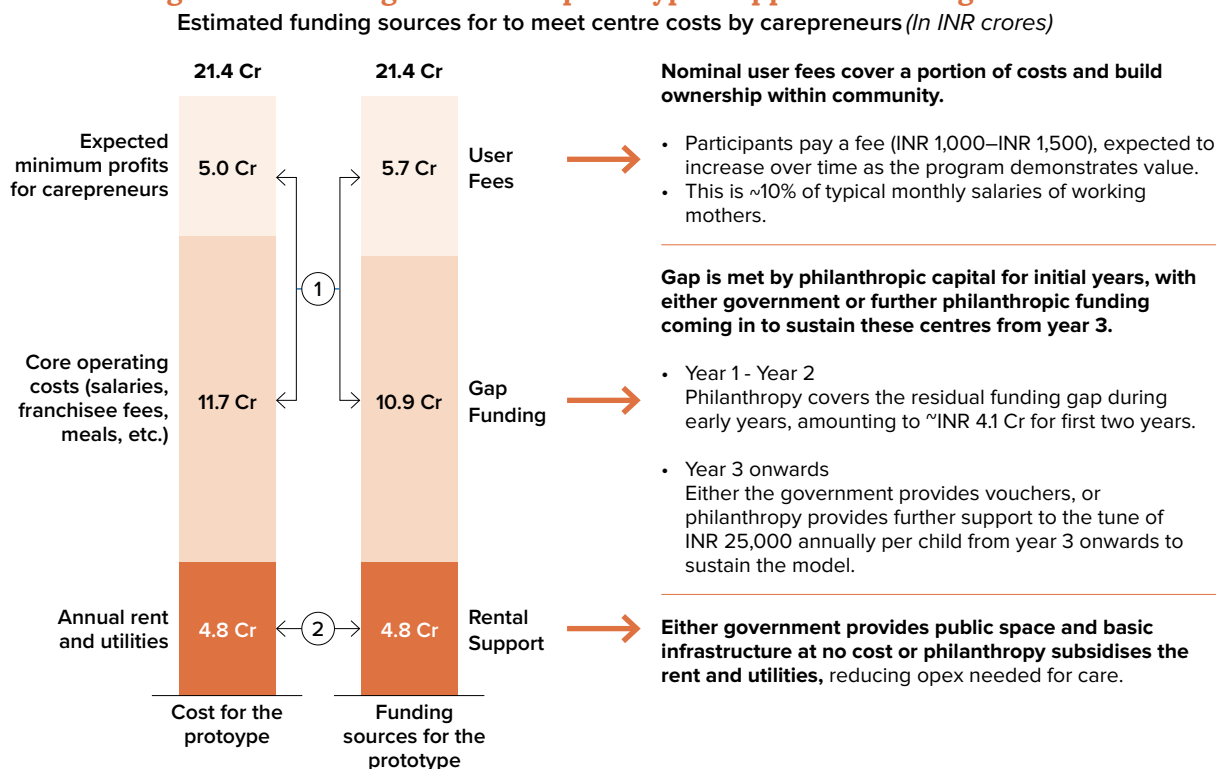 Estimated funding sources for to meet centre costs by carepreneurs (In INR crores)
21.4 Cr
21.4 Cr
Expected
minimum profits
for carepreneurs
5.0 Cr
5.7 Cr
User
Fees
1
Core operating
costs (salaries,
franchisee fees,
meals, etc.)
11.7 Cr
10.9 Cr
Gap
Funding
Annual rent
and utilities
4.8 Cr
2
4.8 Cr
Rental
Support
Cost for the
protoype
Funding
sources for the
prototype
Nominal user fees cover a portion of costs and build
ownership within community.
• Participants pay a fee (INR 1,000–INR 1,500), expected to
increase over time as the program demonstrates value.
• This is ~10% of typical monthly salaries of working
mothers.
Gap is met by philanthropic capital for initial years, with
either government or further philanthropic funding
coming in to sustain these centres from year 3.
• Year 1 - Year 2
Philanthropy covers the residual funding gap during
early years, amounting to ~INR 4.1 Cr for first two years.
• Year 3 onwards
Either the government provides vouchers, or
philanthropy provides further support to the tune of
INR 25,000 annually per child from year 3 onwards to
sustain the model.
Either government provides public space and basic
infrastructure at no cost or philanthropy subsidises the
rent and utilities, reducing opex needed for care.